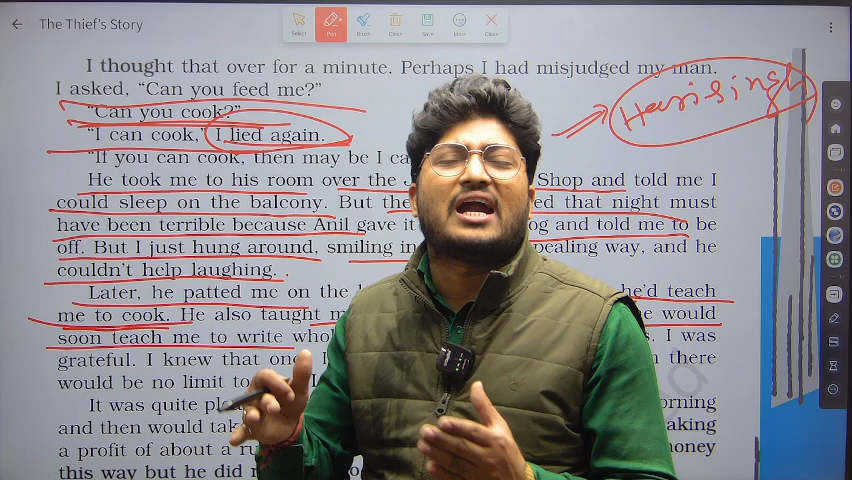 The Thief's Story
Select Pen Brush Clear Save More Close
I thought that over for a minute. Perhaps I had misjudged my man.
I asked, "Can you feed me?"
Harisingh
"Can you cook?"
"I can cook," I lied again.
"If you can cook, then may be I ca
He took me to his room over the J Shop and told me I
could sleep on the balcony. But the ed that night must
have been terrible because Anil gave it og and told me to be
off. But I just hung around, smiling in pealing way, and he
couldn't help laughing. .
Later, he patted me on the he'd teach
me to cook. He also taught m e would
soon teach me to write whol s. I was
grateful. I knew that onc I n there
would be no limit to I
It was quite ple orning
and then would tak aking
a profit of about a ru money
this way but he did